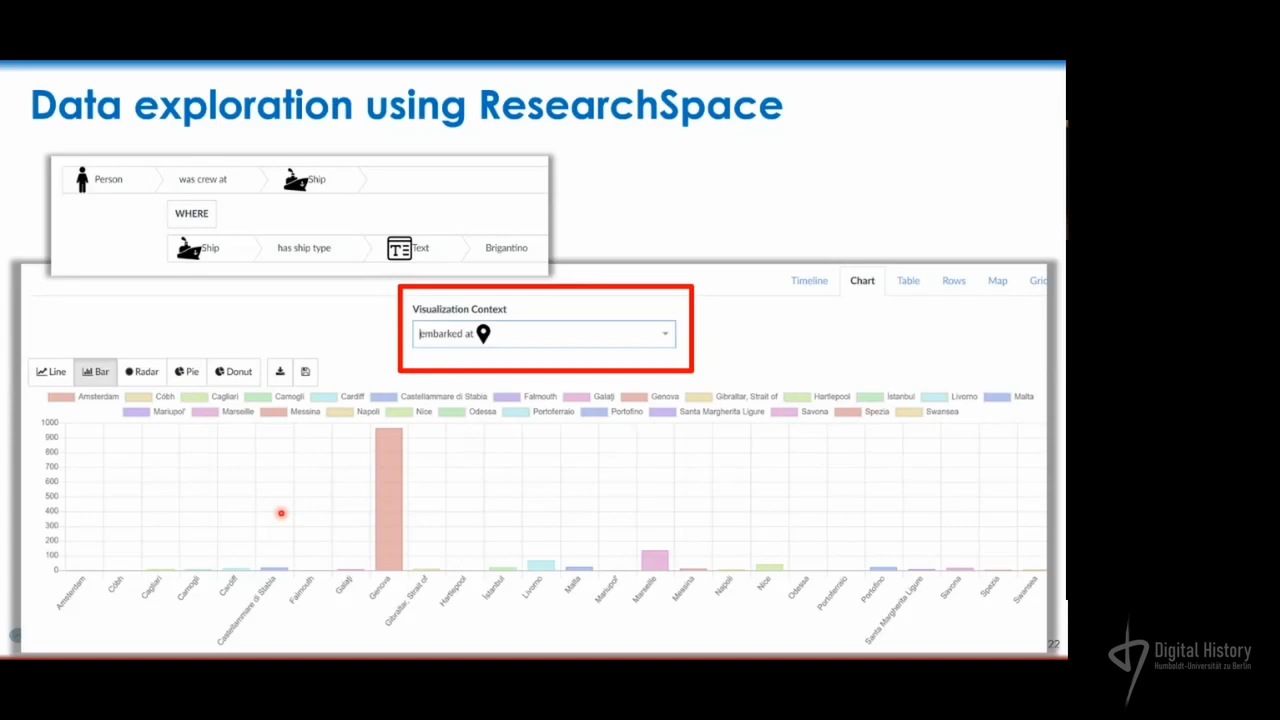 Data exploration using ResearchSpace
Person was crew at Ship
WHERE
Ship has ship type Text Brigantino
Timeline Chart Table Rows Map Grid
Visualization Context
embarked at
Line Bar Radar Pie Donut
Amsterdam Cóbh Cagliari Camogli Cardiff Castellammare di Stabia Falmouth Galați Genova Gibraltar, Strait of Hartlepool İstanbul Livorno Malta
Mariupol' Marseille Messina Napoli Nice Odessa Portoferraio Portofino Santa Margherita Ligure Savona Spezia Swansea
1000
900
800
700
600
500
400
300
200
100
0
Amsterdam Cóbh Cagliari Camogli Cardiff Castellammare di Stabia Falmouth Galați Genova Gibraltar, Strait of Hartlepool İstanbul Livorno Malta Mariupol' Marseille Messina Napoli Nice Odessa Portoferraio Portofino Santa Margherita Ligure Savona Spezia Swansea
22
Digital History
Humboldt-Universität zu Berlin